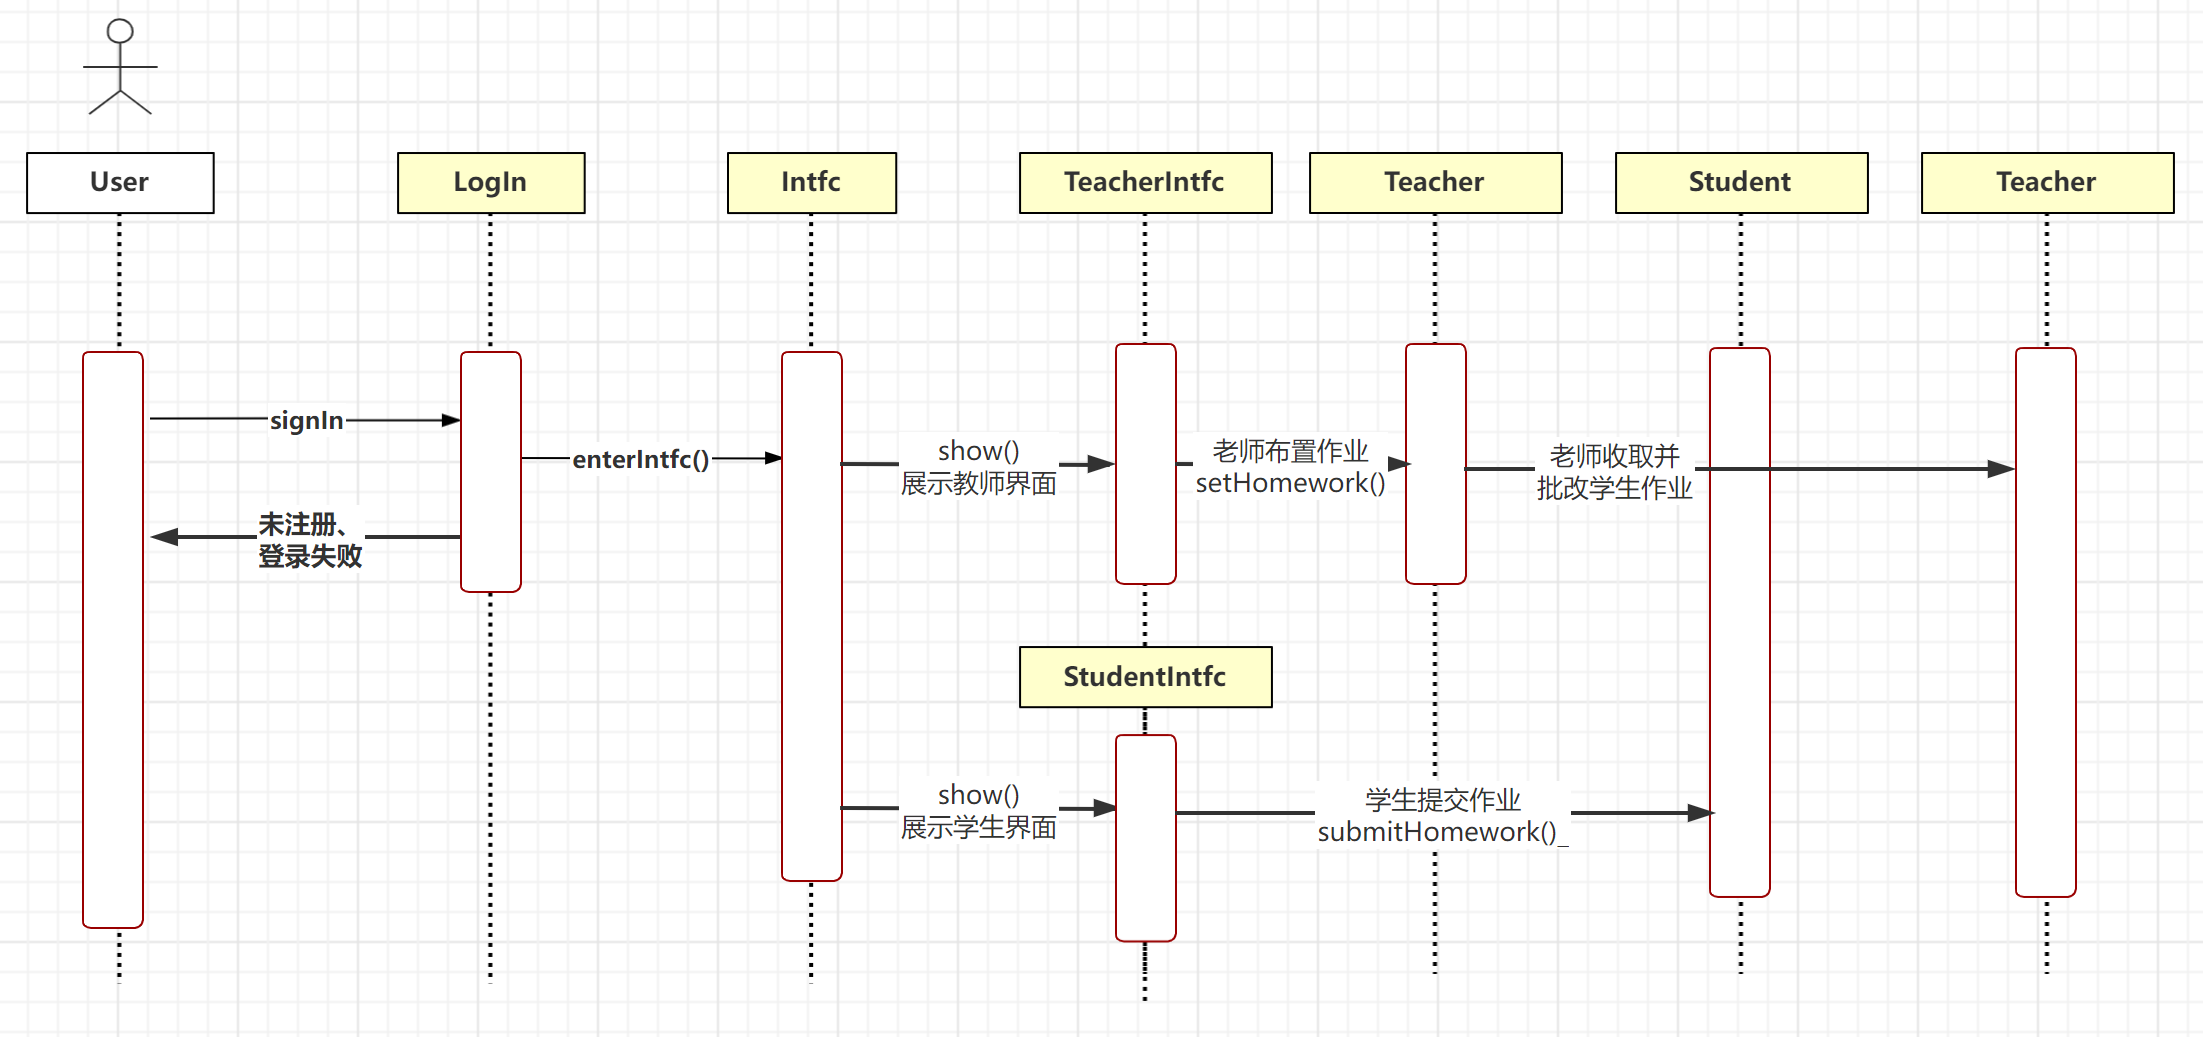 User
LogIn
Intfc
TeacherIntfc
Teacher
Student
Teacher
signIn
enterIntfc()
未注册、
登录失败
show()
展示教师界面
老师布置作业
setHomework()
老师收取并
批改学生作业
StudentIntfc
show()
展示学生界面
学生提交作业
submitHomework()_